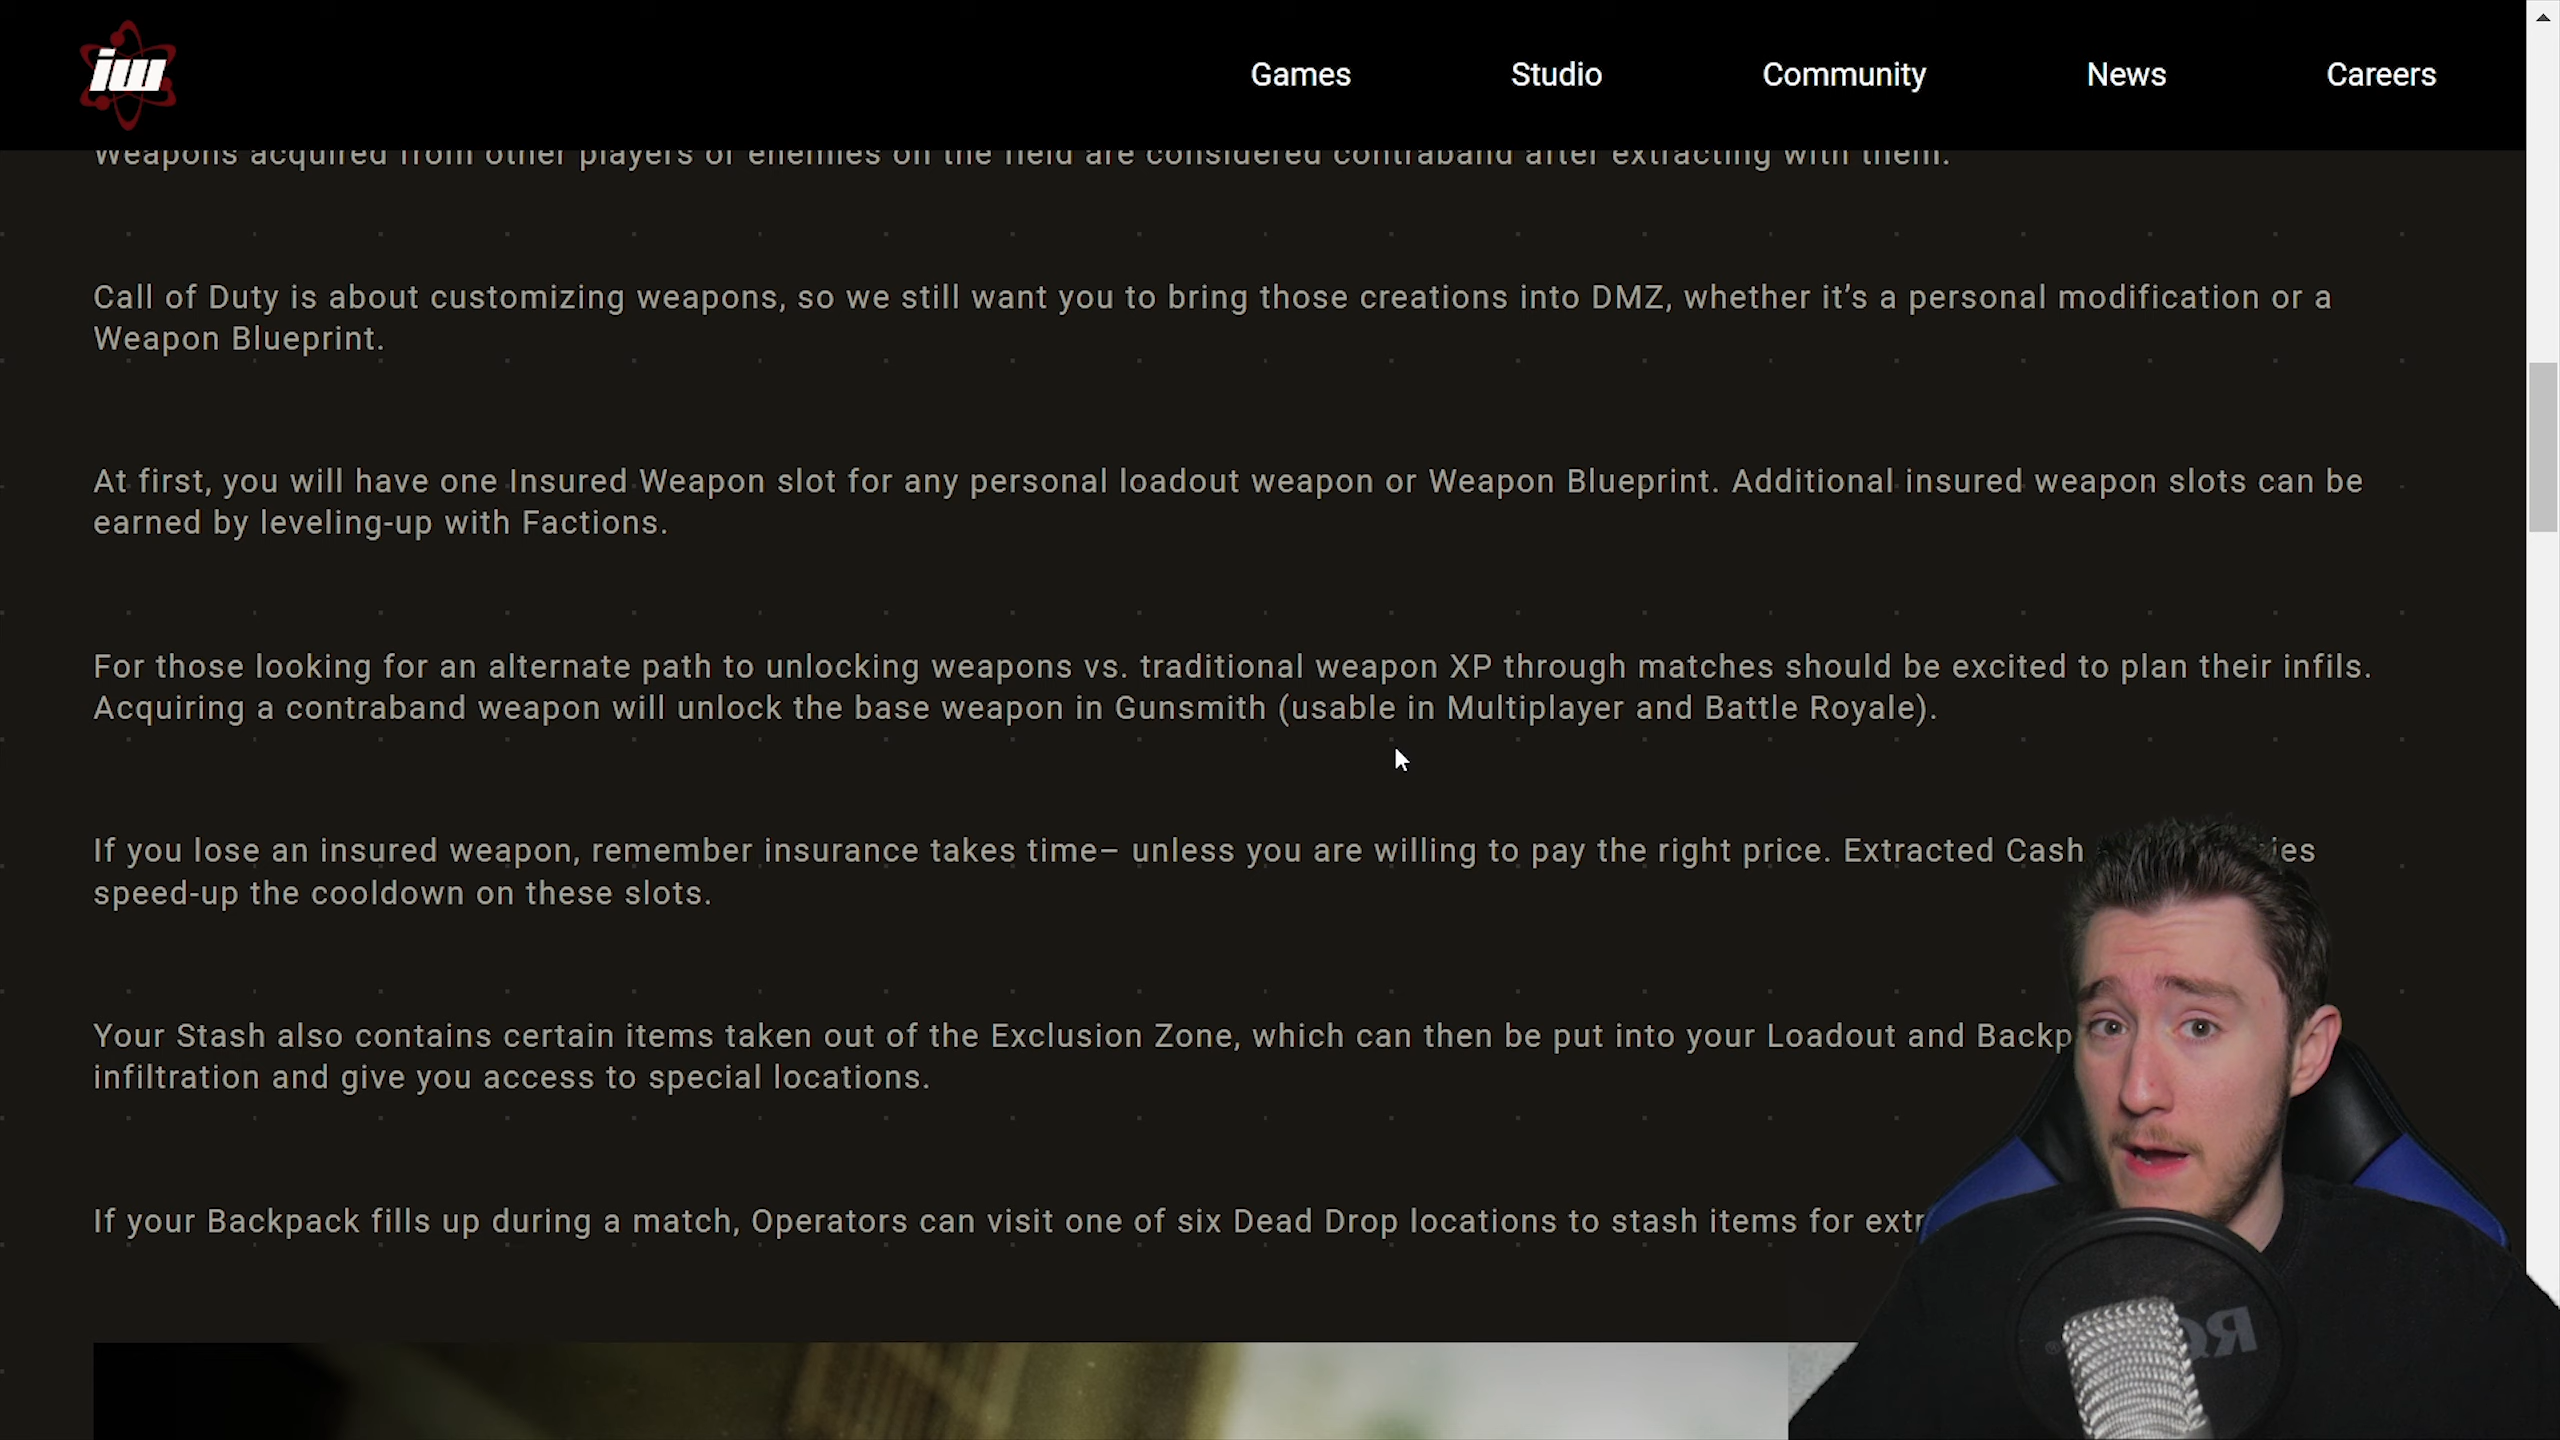 iw
Games
Studio
Community
News
Careers
Weapons acquired from other players or enemies on the field are considered contraband after extracting with them.
Call of Duty is about customizing weapons, so we still want you to bring those creations into DMZ, whether it’s a personal modification or a
Weapon Blueprint.
At first, you will have one Insured Weapon slot for any personal loadout weapon or Weapon Blueprint. Additional insured weapon slots can be
earned by leveling-up with Factions.
For those looking for an alternate path to unlocking weapons vs. traditional weapon XP through matches should be excited to plan their infils.
Acquiring a contraband weapon will unlock the base weapon in Gunsmith (usable in Multiplayer and Battle Royale).
If you lose an insured weapon, remember insurance takes time– unless you are willing to pay the right price. Extracted Cash
speed-up the cooldown on these slots.
Your Stash also contains certain items taken out of the Exclusion Zone, which can then be put into your Loadout and
infiltration and give you access to special locations.
If your Backpack fills up during a match, Operators can visit one of six Dead Drop locations to stash items for